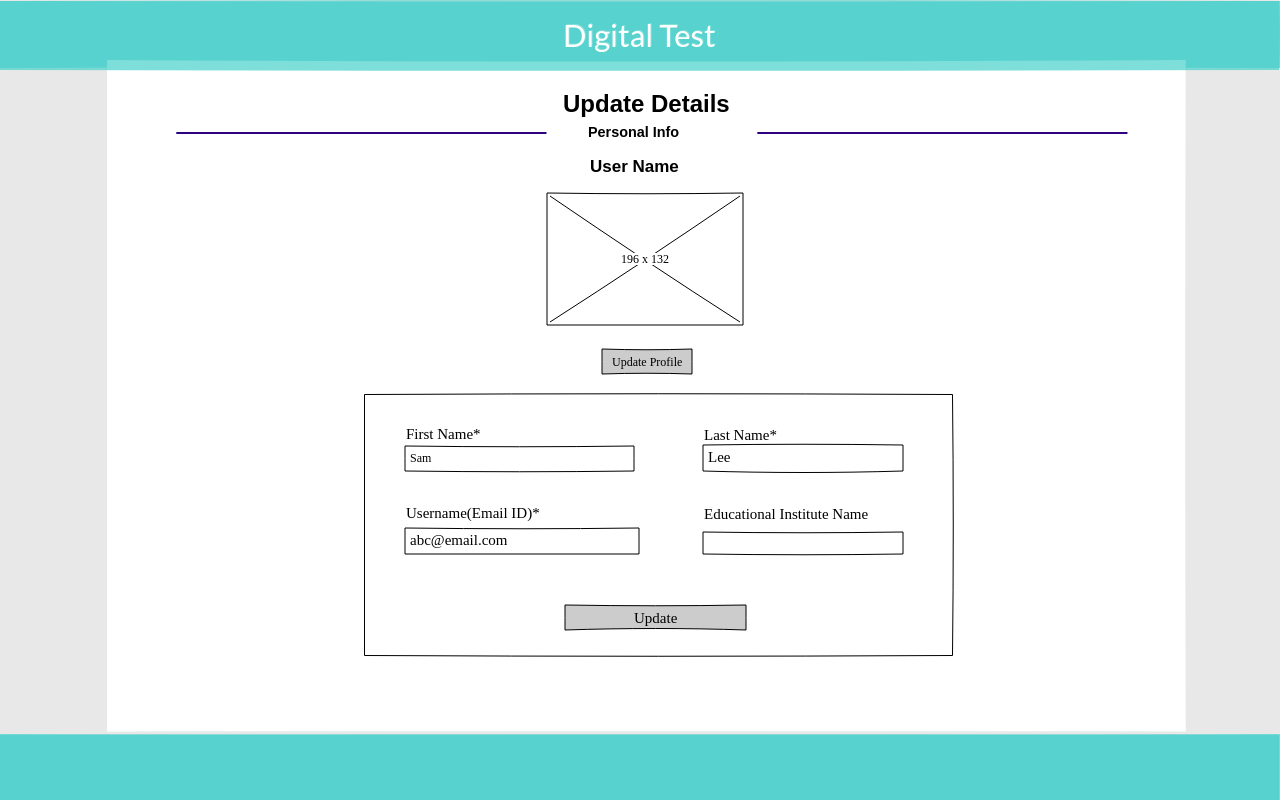 Digital Test
Update Details
Personal Info
User Name
196 x 132
Update Profile
First Name*
Last Name*
Sam
Lee
Username(Email ID)*
Educational Institute Name
abc@email.com
Update